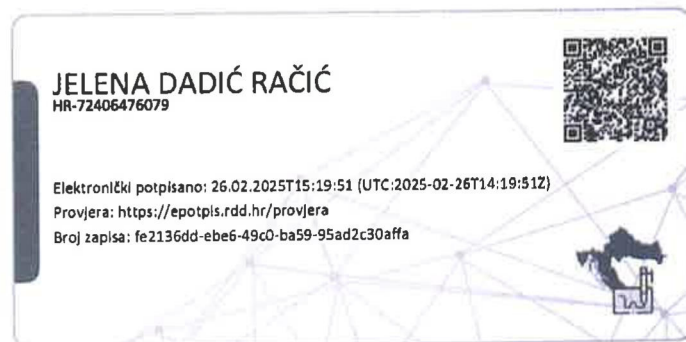 JELENA DADIĆ RAČIĆ
HR-72406476079
Elektronički potpisano: 26.02.2025T15:19:51 (UTC:2025-02-26T14:19:51Z)
Provjera: https://epotpis.rdd.hr/provjera
Broj zapisa: fe2136dd-ebe6-49c0-ba59-95ad2c30affa